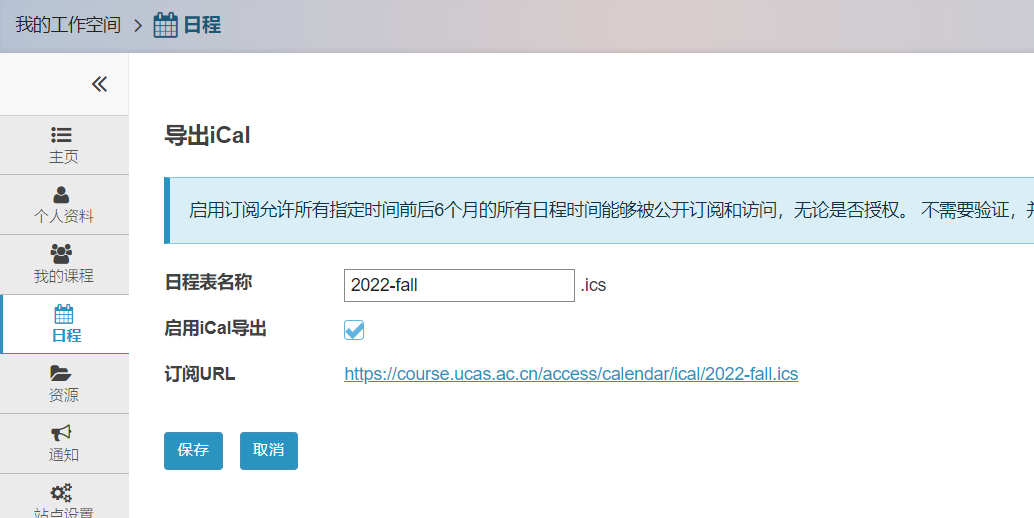 我的工作空间 > 日程
主页
个人资料
我的课程
日程
资源
通知
站点设置
导出iCal
启用订阅允许所有指定时间前后6个月的所有日程时间能够被公开订阅和访问，无论是否授权。 不需要验证，并
日程表名称 2022-fall .ics
启用iCal导出
订阅URL https://course.ucas.ac.cn/access/calendar/ical/2022-fall.ics
保存 取消